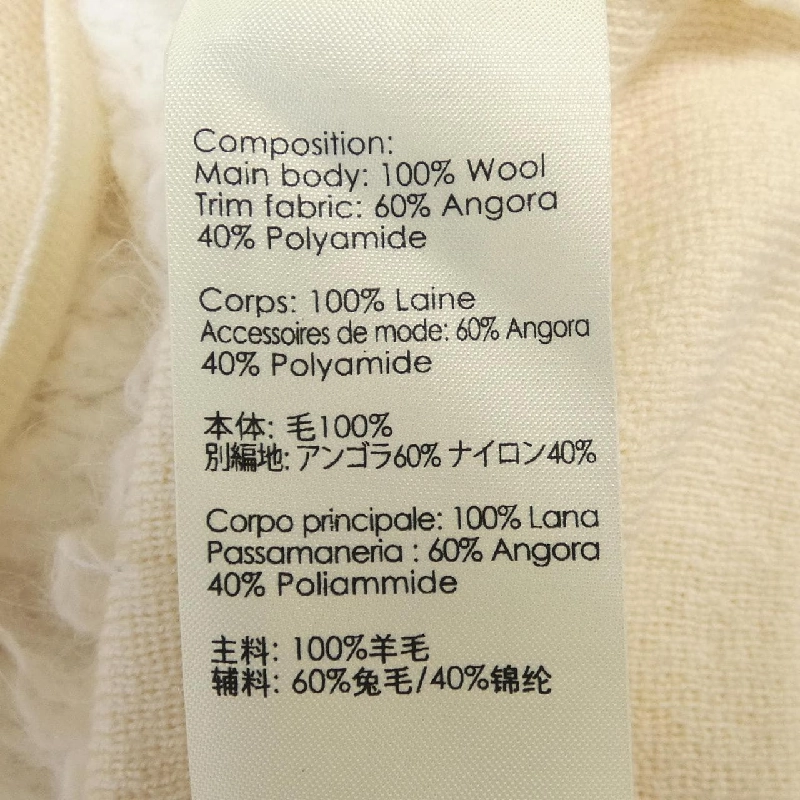 Composition:
Main body: 100% Wool
Trim fabric: 60% Angora
40% Polyamide
Corps: 100% Laine
Accessoires de mode: 60% Angora
40% Polyamide
本体: 毛100%
別編地: アンゴラ60% ナイロン40%
Corpo principale: 100% Lana
Passamaneria : 60% Angora
40% Poliammide
主料: 100%羊毛
辅料: 60%兔毛/40%锦纶